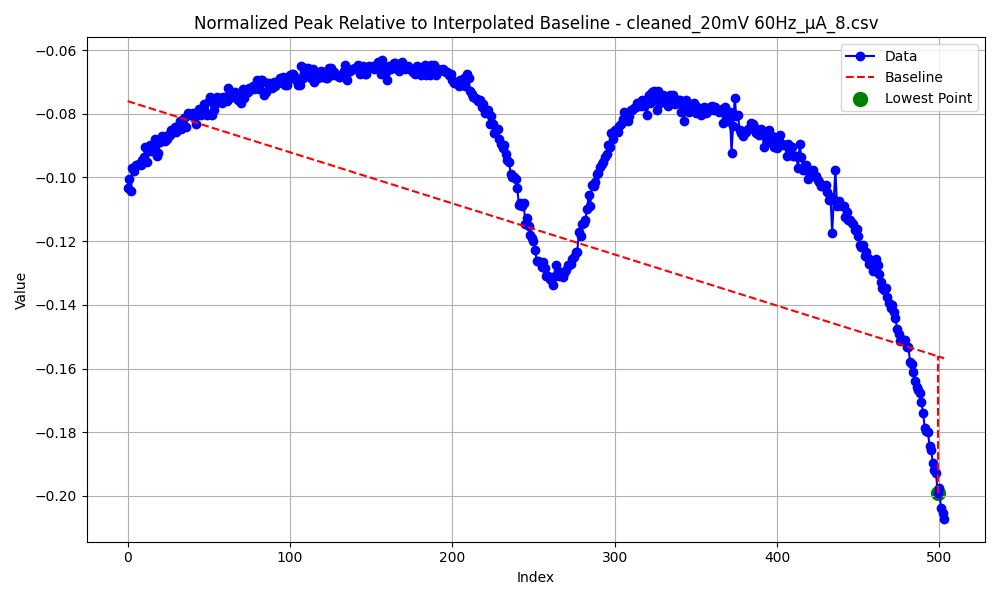 Normalized Peak Relative to Interpolated Baseline - cleaned_20mV 60Hz_μA_8.csv
Data
Baseline
Lowest Point
−0.06
−0.08
−0.10
−0.12
−0.14
−0.16
−0.18
−0.20
Value
0
100
200
300
400
500
Index